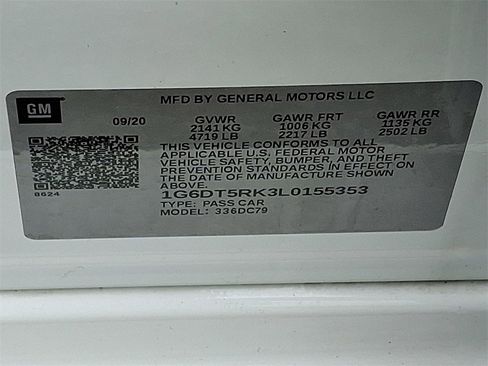 GM
MFD BY GENERAL MOTORS LLC
09/20 GVWR GAWR FRT GAWR RR
2141 KG 1006 KG 1135 KG
4719 LB 2217 LB 2502 LB
THIS VEHICLE CONFORMS TO ALL
APPLICABLE U.S. FEDERAL MOTOR
VEHICLE SAFETY, BUMPER, AND THEFT
PREVENTION STANDARDS IN EFFECT ON
THE DATE OF MANUFACTURE SHOWN
ABOVE.
8624
1G6DT5RK3L0155353
TYPE: PASS CAR
MODEL: 336DC79